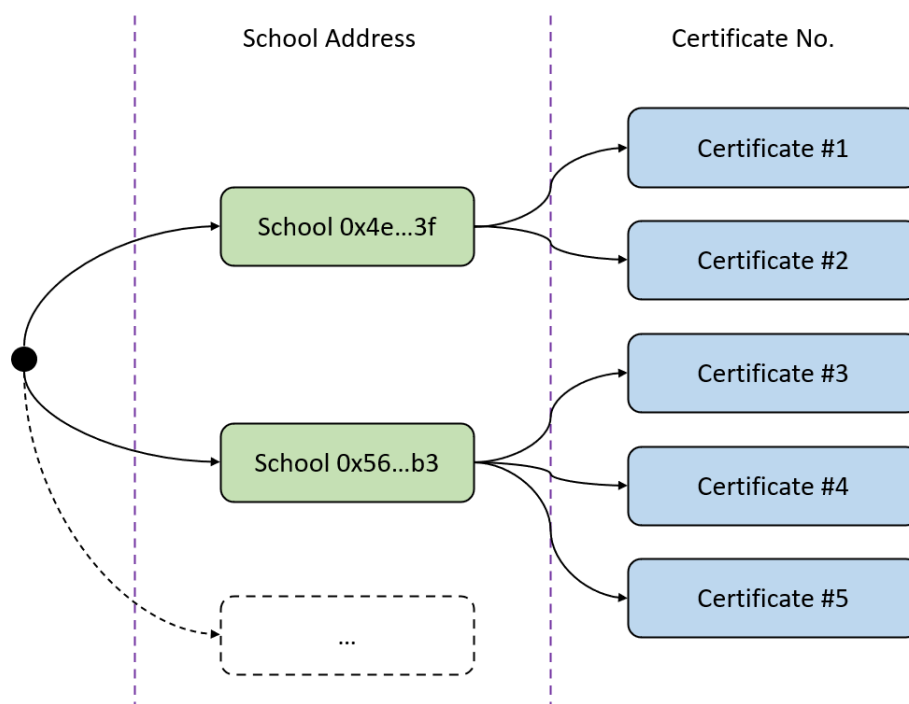 School Address
Certificate No.
Certificate #1
School 0x4e...3f
Certificate #2
Certificate #3
School 0x56...b3
Certificate #4
Certificate #5
...